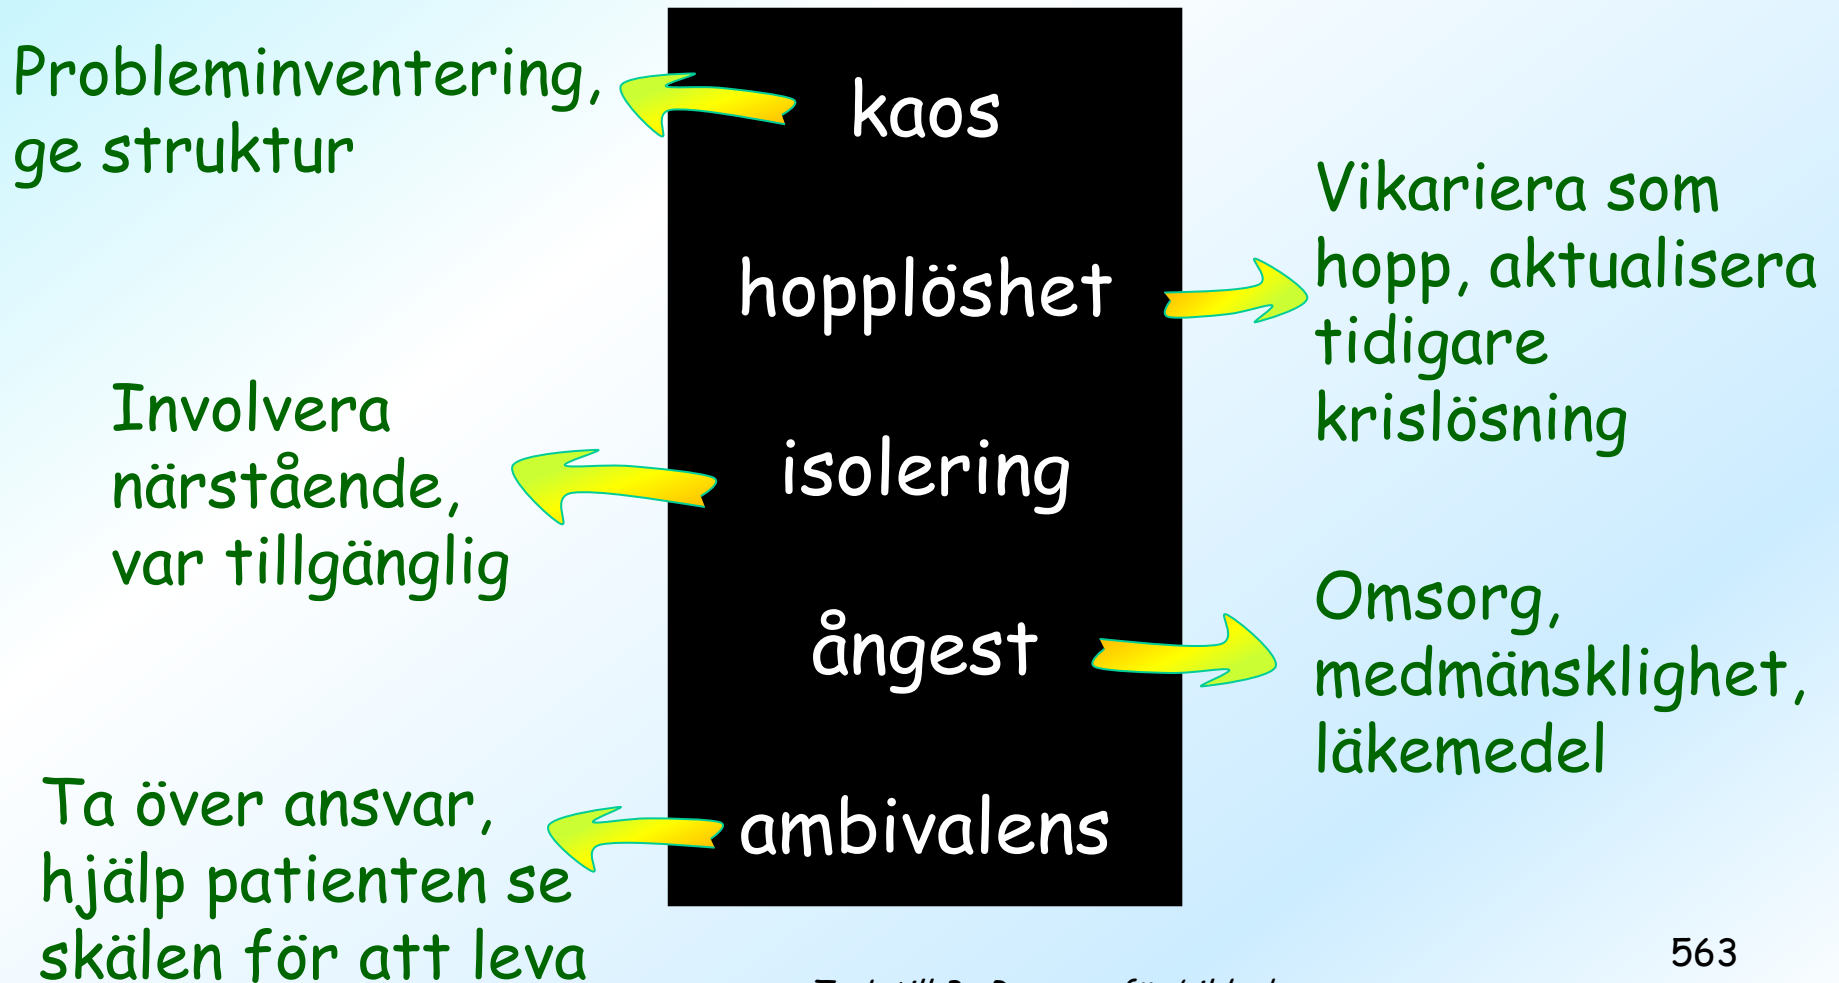 Probleminventering,
ge struktur
kaos
hopplöshet
Vikariera som
hopp, aktualisera
tidigare
krislösning
Involvera
närstående,
var tillgänglig
isolering
ångest
Omsorg,
medmänsklighet,
läkemedel
Ta över ansvar,
hjälp patienten se
skälen för att leva
ambivalens
563